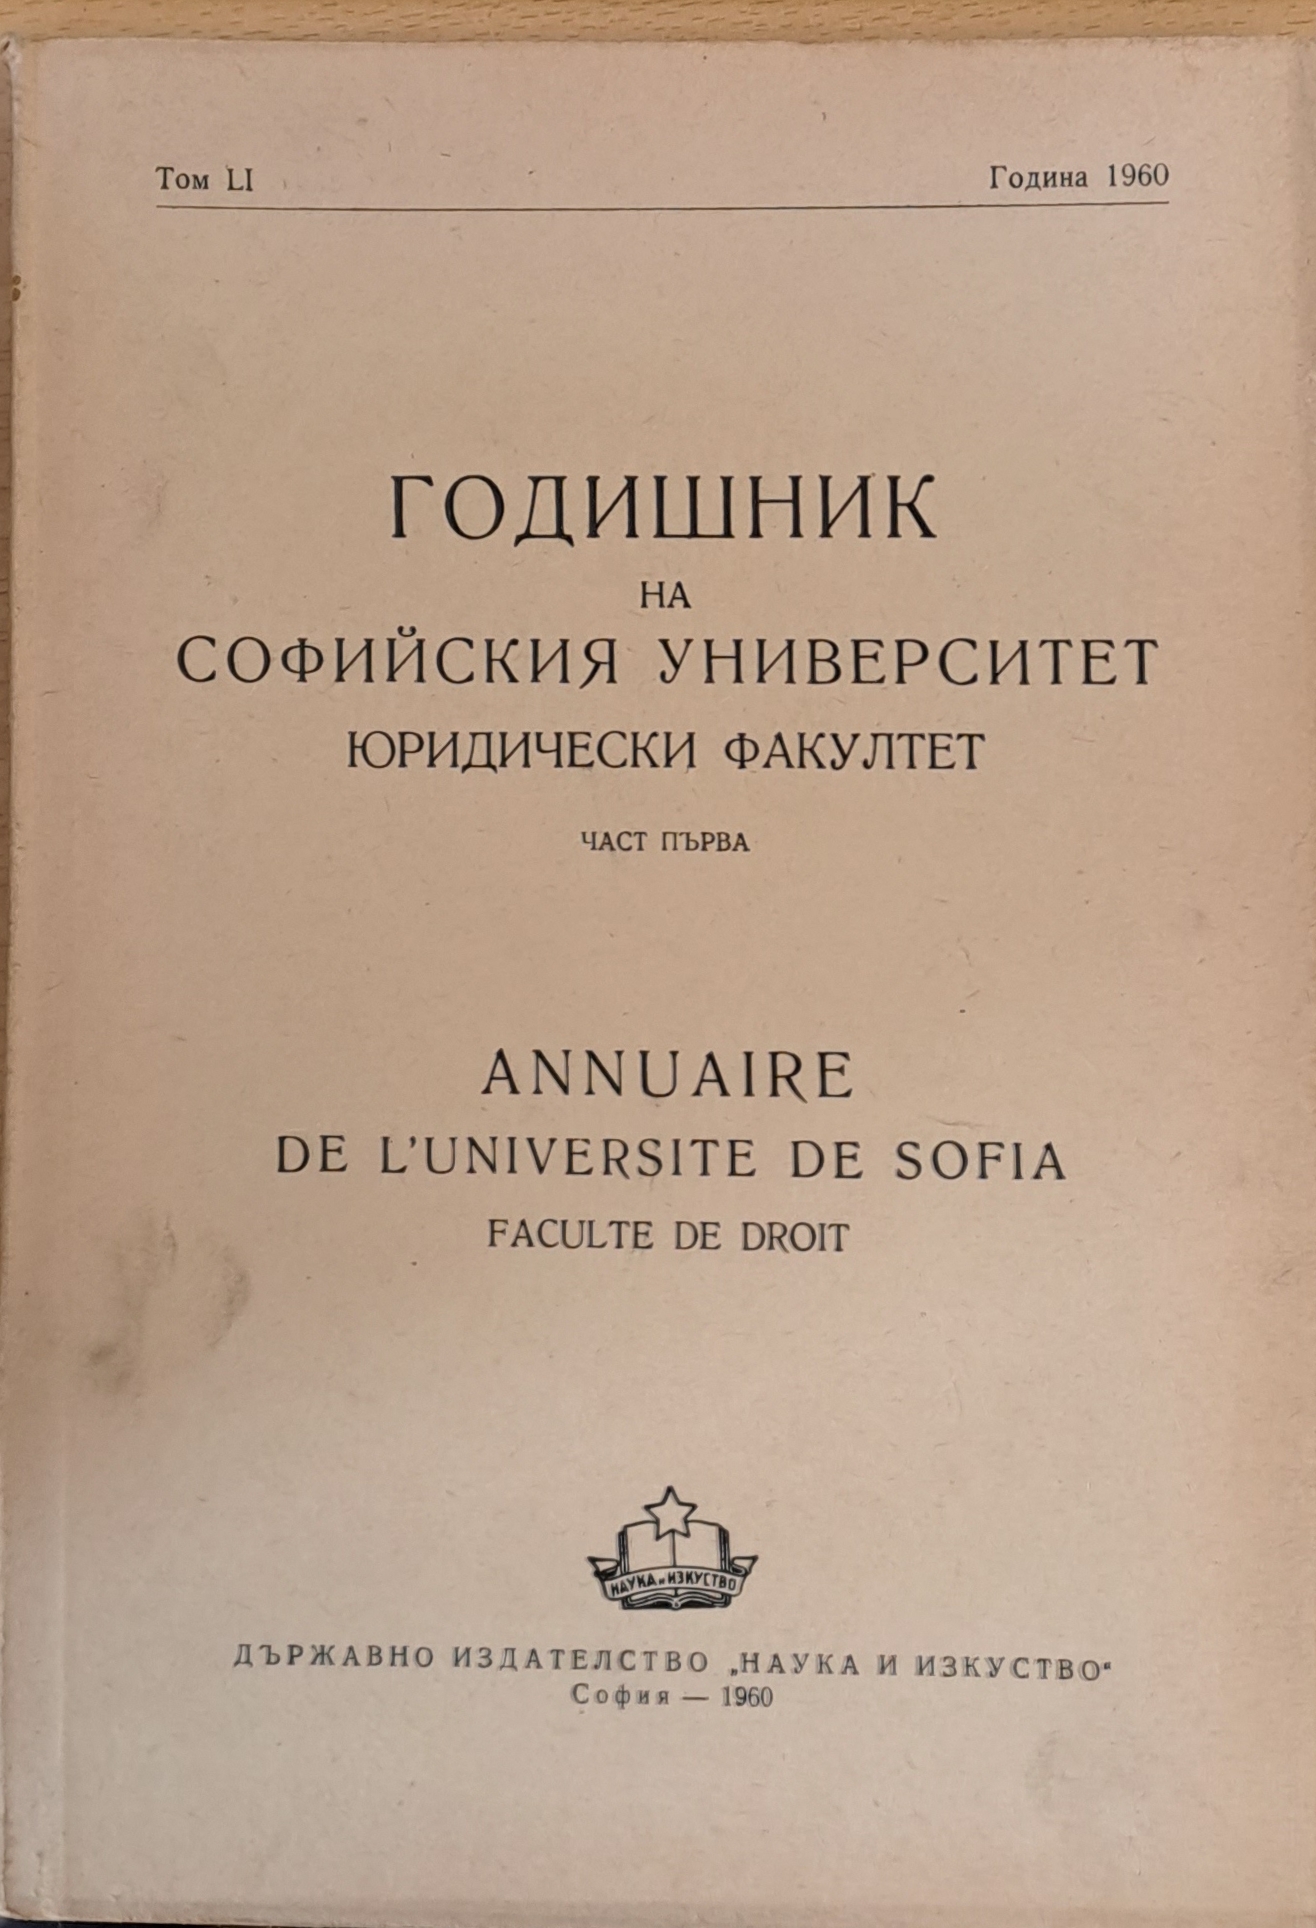 Том LI Година 1960
ГОДИШНИК
НА
СОФИЙСКИЯ УНИВЕРСИТЕТ
ЮРИДИЧЕСКИ ФАКУЛТЕТ
ЧАСТ ПЪРВА
ANNUAIRE
DE L'UNIVERSITE DE SOFIA
FACULTE DE DROIT
НАУКА и ИЗКУСТВО
ДЪРЖАВНО ИЗДАТЕЛСТВО „НАУКА И ИЗКУСТВО“
София — 1960